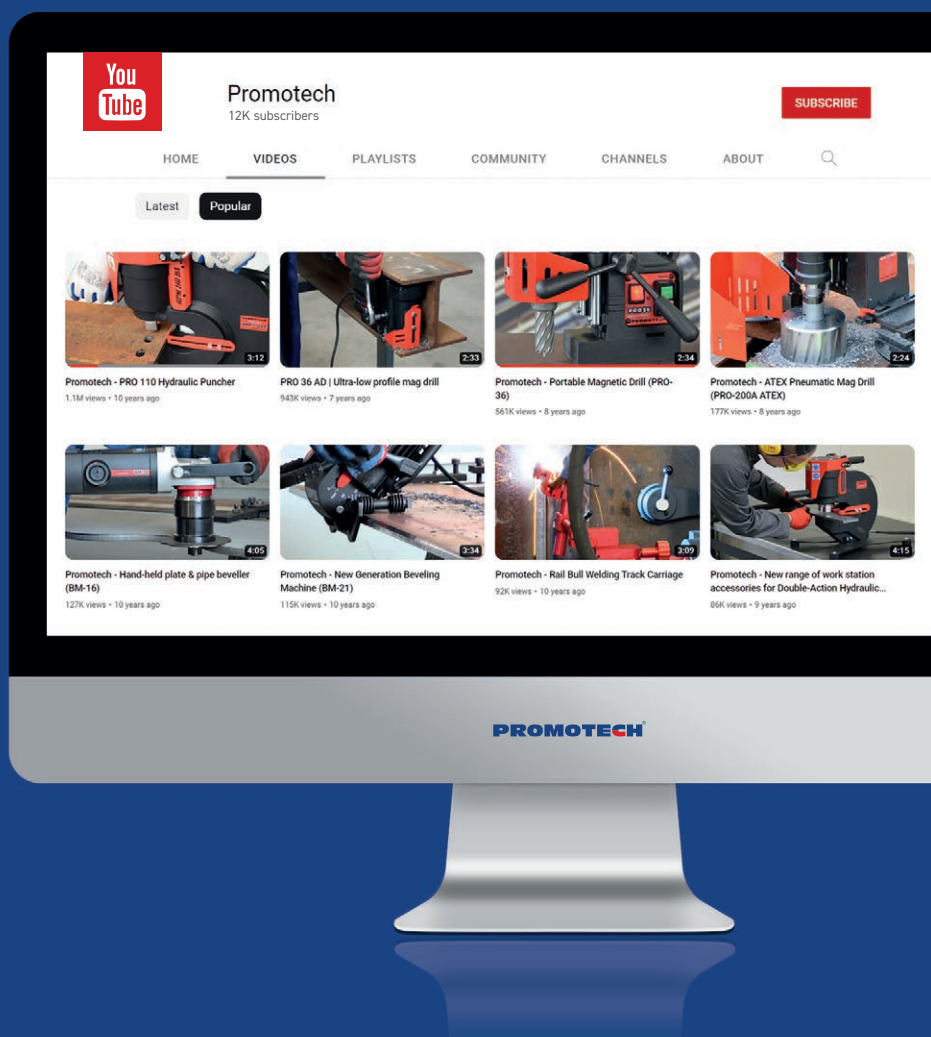 You
Tube
Promotech
12K subscribers
SUBSCRIBE
HOME VIDEOS PLAYLISTS COMMUNITY CHANNELS ABOUT
Latest Popular
3:12 2:33 2:34 2:24
Promotech - PRO 110 Hydraulic Puncher
1.1M views • 10 years ago
PRO 36 AD | Ultra-low profile mag drill
943K views • 7 years ago
Promotech - Portable Magnetic Drill (PRO-
36)
561K views • 8 years ago
Promotech - ATEX Pneumatic Mag Drill
(PRO-200A ATEX)
177K views • 8 years ago
4:05 3:34 3:09 4:15
Promotech - Hand-held plate & pipe beveller
(BM-16)
127K views • 10 years ago
Promotech - New Generation Beveling
Machine (BM-21)
115K views • 10 years ago
Promotech - Rail Bull Welding Track Carriage
92K views • 10 years ago
Promotech - New range of work station
accessories for Double-Action Hydraulic...
86K views • 9 years ago
PROMOTECH